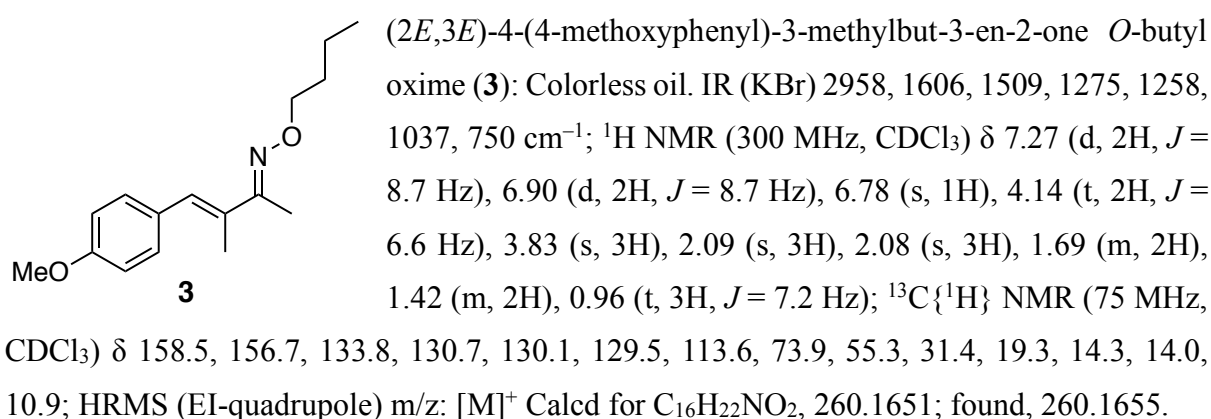 (2E,3E)-4-(4-methoxyphenyl)-3-methylbut-3-en-2-one O-butyl
oxime (3): Colorless oil. IR (KBr) 2958, 1606, 1509, 1275, 1258,
1037, 750 cm⁻¹; ¹H NMR (300 MHz, CDCl₃) δ 7.27 (d, 2H, J =
8.7 Hz), 6.90 (d, 2H, J = 8.7 Hz), 6.78 (s, 1H), 4.14 (t, 2H, J =
6.6 Hz), 3.83 (s, 3H), 2.09 (s, 3H), 2.08 (s, 3H), 1.69 (m, 2H),
1.42 (m, 2H), 0.96 (t, 3H, J = 7.2 Hz); ¹³C{¹H} NMR (75 MHz,
O
N
MeO
3
CDCl₃) δ 158.5, 156.7, 133.8, 130.7, 130.1, 129.5, 113.6, 73.9, 55.3, 31.4, 19.3, 14.3, 14.0,
10.9; HRMS (EI-quadrupole) m/z: [M]⁺ Calcd for C₁₆H₂₂NO₂, 260.1651; found, 260.1655.